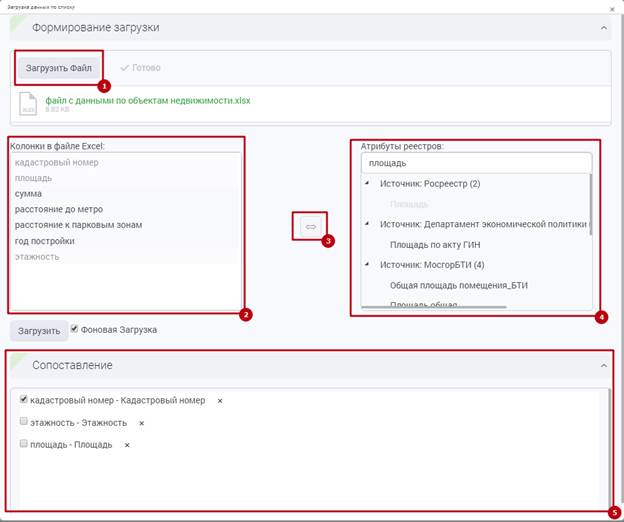 Загрузка данных по списку
×
Формирование загрузки
Загрузить Файл
Готово
1
файл с данными по объектам недвижимости.xlsx
9.82 KB
Колонки в файле Excel:
кадастровый номер
площадь
сумма
расстояние до метро
расстояние к парковым зонам
год постройки
этажность
2
3
Атрибуты реестров:
площадь
Источник: Росреестр (2)
Площадь
Источник: Департамент экономической политики (
Площадь по акту ГИН
Источник: МосгорБТИ (4)
Общая площадь помещения_БТИ
Площадь общая
4
Загрузить
Фоновая Загрузка
Сопоставление
кадастровый номер - Кадастровый номер ×
этажность - Этажность ×
площадь - Площадь ×
5